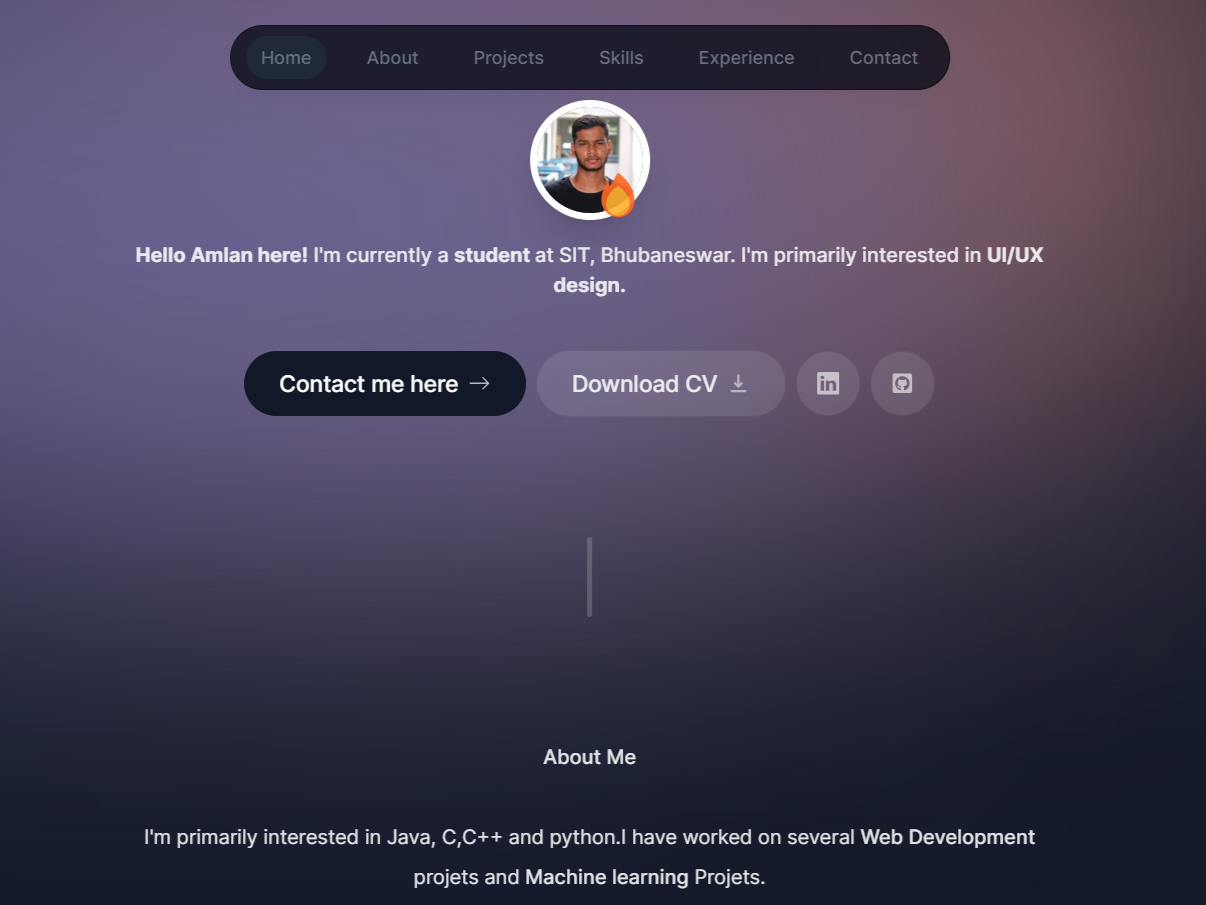 Home About Projects Skills Experience Contact
Hello Amlan here! I'm currently a student at SIT, Bhubaneswar. I'm primarily interested in UI/UX
design.
Contact me here → Download CV in
About Me
I'm primarily interested in Java, C,C++ and python.I have worked on several Web Development
projets and Machine learning Projets.